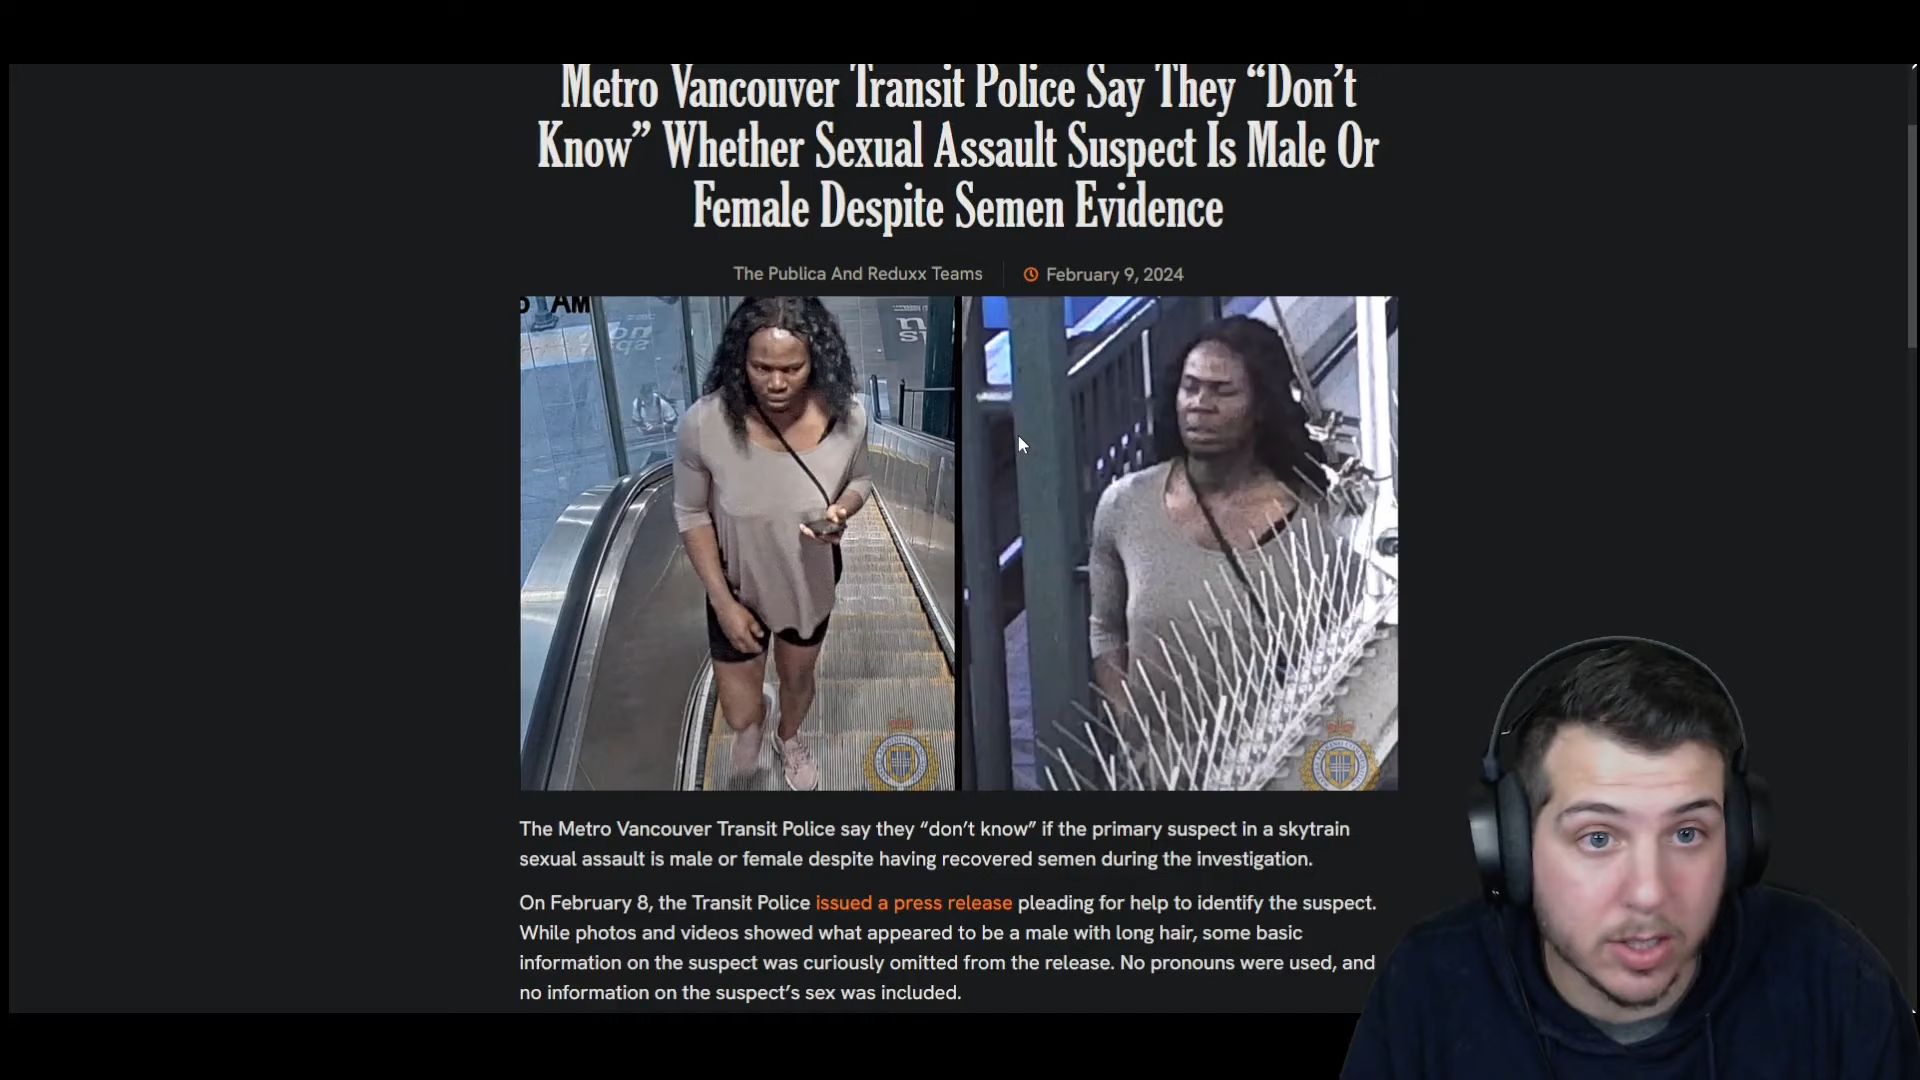 Metro Vancouver Transit Police Say They “Don’t
Know” Whether Sexual Assault Suspect Is Male Or
Female Despite Semen Evidence
The Publica And Reduxx Teams
February 9, 2024
AM
The Metro Vancouver Transit Police say they “don’t know” if the primary suspect in a skytrain
sexual assault is male or female despite having recovered semen during the investigation.
On February 8, the Transit Police issued a press release pleading for help to identify the suspect.
While photos and videos showed what appeared to be a male with long hair, some basic
information on the suspect was curiously omitted from the release. No pronouns were used, and
no information on the suspect’s sex was included.